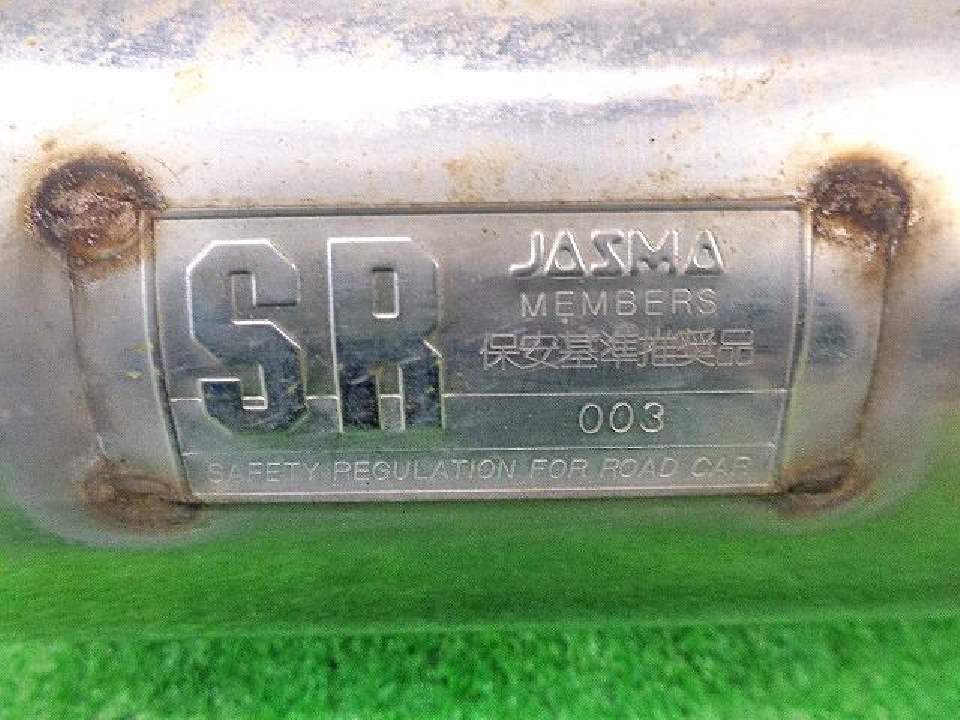 SR
JASMA
MEMBERS
保安基準推奨品
003
SAFETY REGULATION FOR ROAD CAR